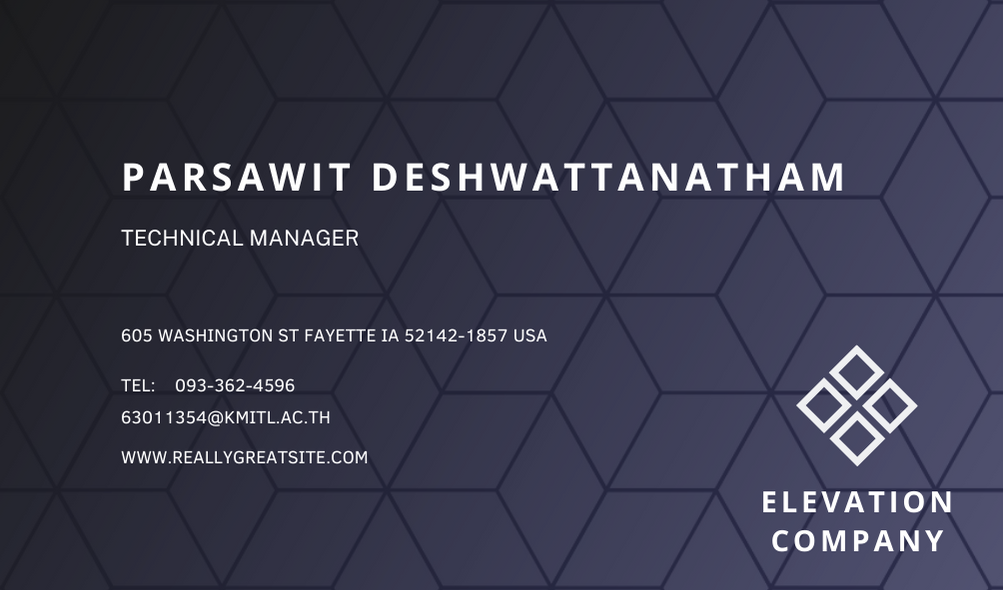 PARSAWIT DESHWATTANATHAM
TECHNICAL MANAGER
605 WASHINGTON ST FAYETTE IA 52142-1857 USA
TEL: 093-362-4596
63011354@KMITL.AC.TH
WWW.REALLYGREATSITE.COM
ELEVATION
COMPANY